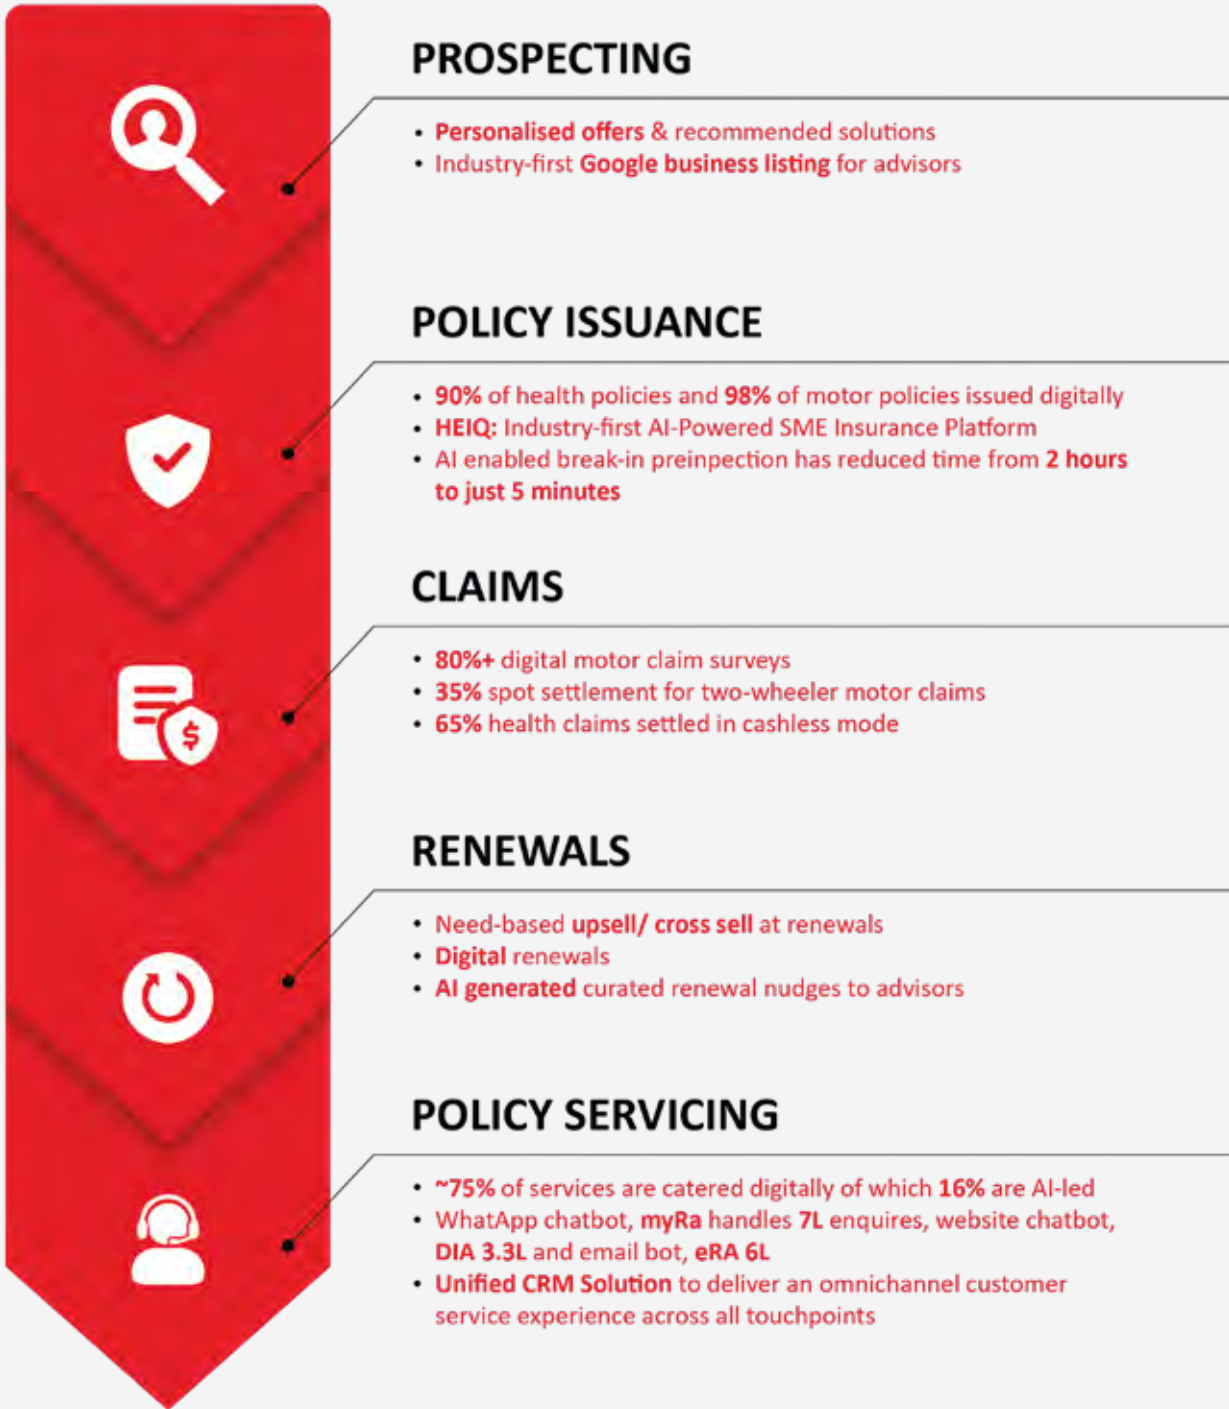 PROSPECTING
• Personalised offers & recommended solutions
• Industry-first Google business listing for advisors
POLICY ISSUANCE
• 90% of health policies and 98% of motor policies issued digitally
• HEIQ: Industry-first AI-Powered SME Insurance Platform
• AI enabled break-in preinpection has reduced time from 2 hours
to just 5 minutes
CLAIMS
• 80%+ digital motor claim surveys
• 35% spot settlement for two-wheeler motor claims
• 65% health claims settled in cashless mode
$
RENEWALS
• Need-based upsell/ cross sell at renewals
• Digital renewals
• AI generated curated renewal nudges to advisors
POLICY SERVICING
• ~75% of services are catered digitally of which 16% are AI-led
• WhatApp chatbot, myRa handles 7L enquires, website chatbot,
DIA 3.3L and email bot, eRA 6L
• Unified CRM Solution to deliver an omnichannel customer
service experience across all touchpoints